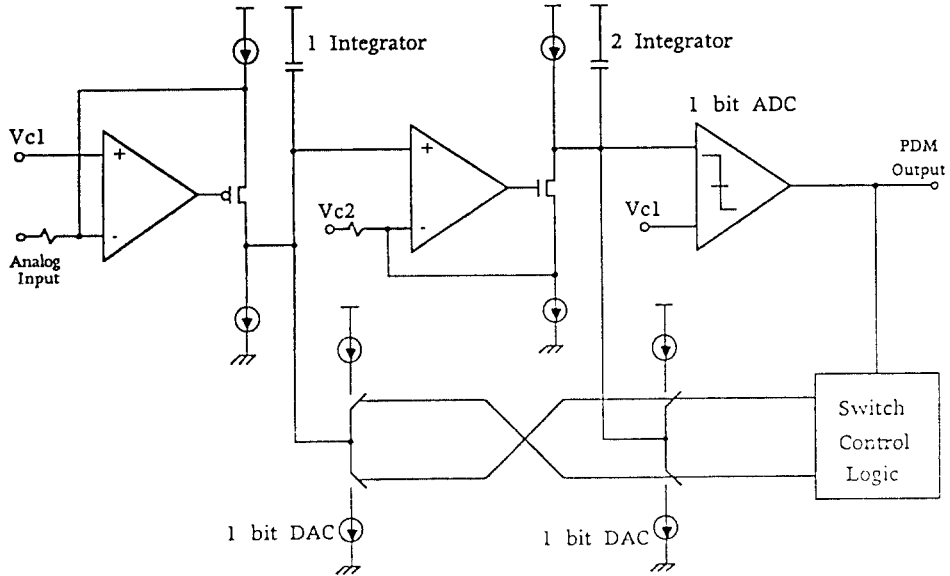 1 Integrator
2 Integrator
1 bit ADC
Vc1
+
-
Analog
Input
Vc2
+
-
Vc1
PDM
Output
Switch
Control
Logic
1 bit DAC
1 bit DAC